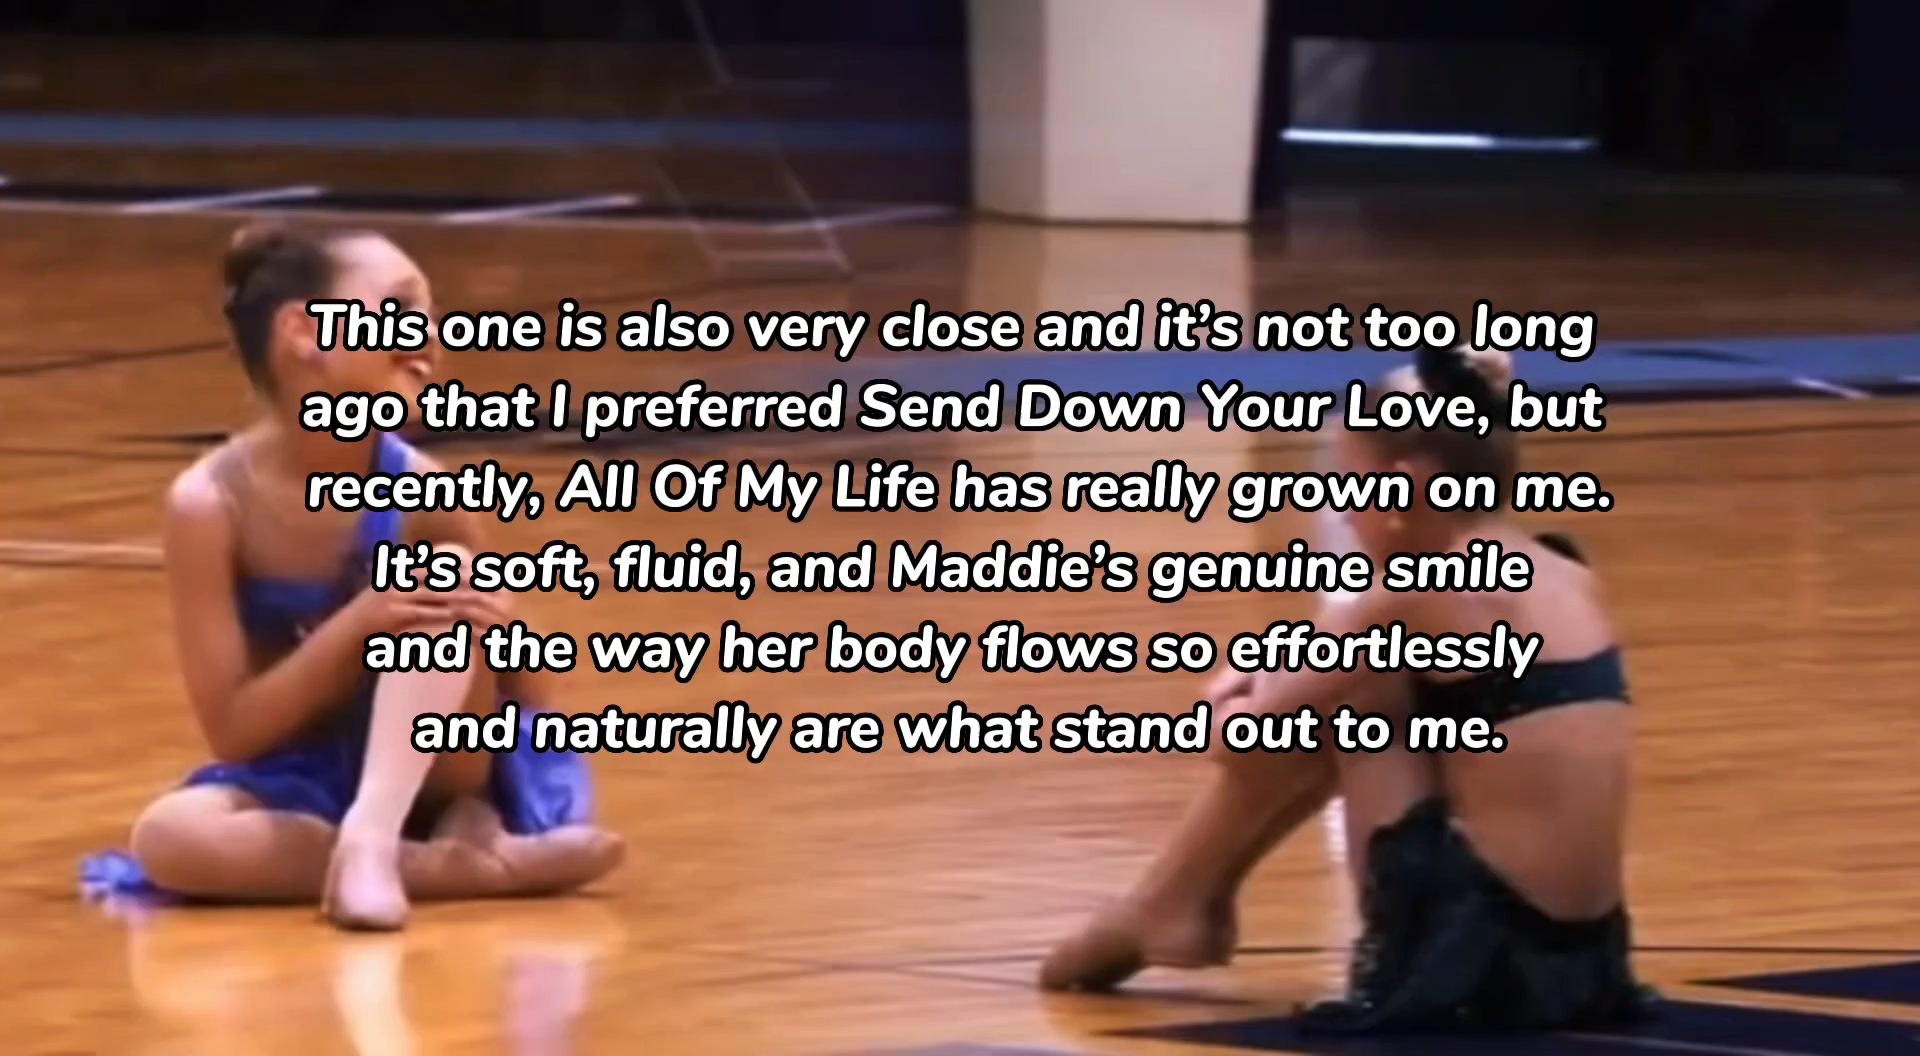 This one is also very close and it’s not too long
ago that I preferred Send Down Your Love, but
recently, All Of My Life has really grown on me.
It’s soft, fluid, and Maddie’s genuine smile
and the way her body flows so effortlessly
and naturally are what stand out to me.